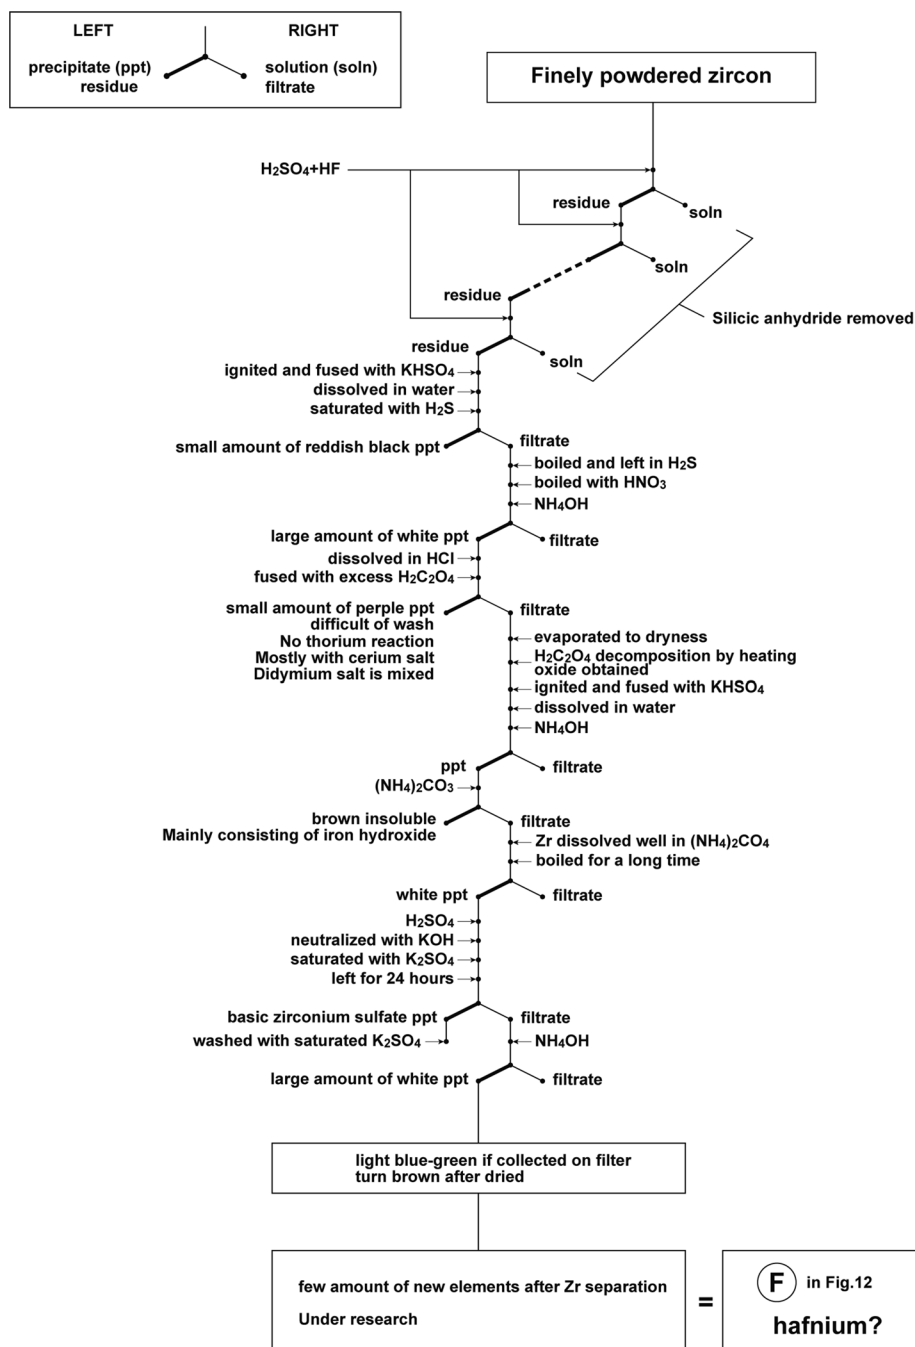 LEFT
RIGHT
precipitate (ppt)
residue
solution (soln)
filtrate
Finely powdered zircon
H₂SO₄+HF
residue
soln
soln
residue
Silicic anhydride removed
residue
soln
ignited and fused with KHSO₄
dissolved in water
saturated with H₂S
small amount of reddish black ppt
filtrate
boiled and left in H₂S
boiled with HNO₃
NH₄OH
large amount of white ppt
filtrate
dissolved in HCl
fused with excess H₂C₂O₄
small amount of perple ppt
difficult of wash
No thorium reaction
Mostly with cerium salt
Didymium salt is mixed
filtrate
evaporated to dryness
H₂C₂O₄ decomposition by heating
oxide obtained
ignited and fused with KHSO₄
dissolved in water
NH₄OH
ppt
filtrate
(NH₄)₂CO₃
brown insoluble
Mainly consisting of iron hydroxide
filtrate
Zr dissolved well in (NH₄)₂CO₄
boiled for a long time
white ppt
filtrate
H₂SO₄
neutralized with KOH
saturated with K₂SO₄
left for 24 hours
basic zirconium sulfate ppt
filtrate
washed with saturated K₂SO₄
NH₄OH
large amount of white ppt
filtrate
light blue-green if collected on filter
turn brown after dried
few amount of new elements after Zr separation
Under research
=
F in Fig.12
hafnium?